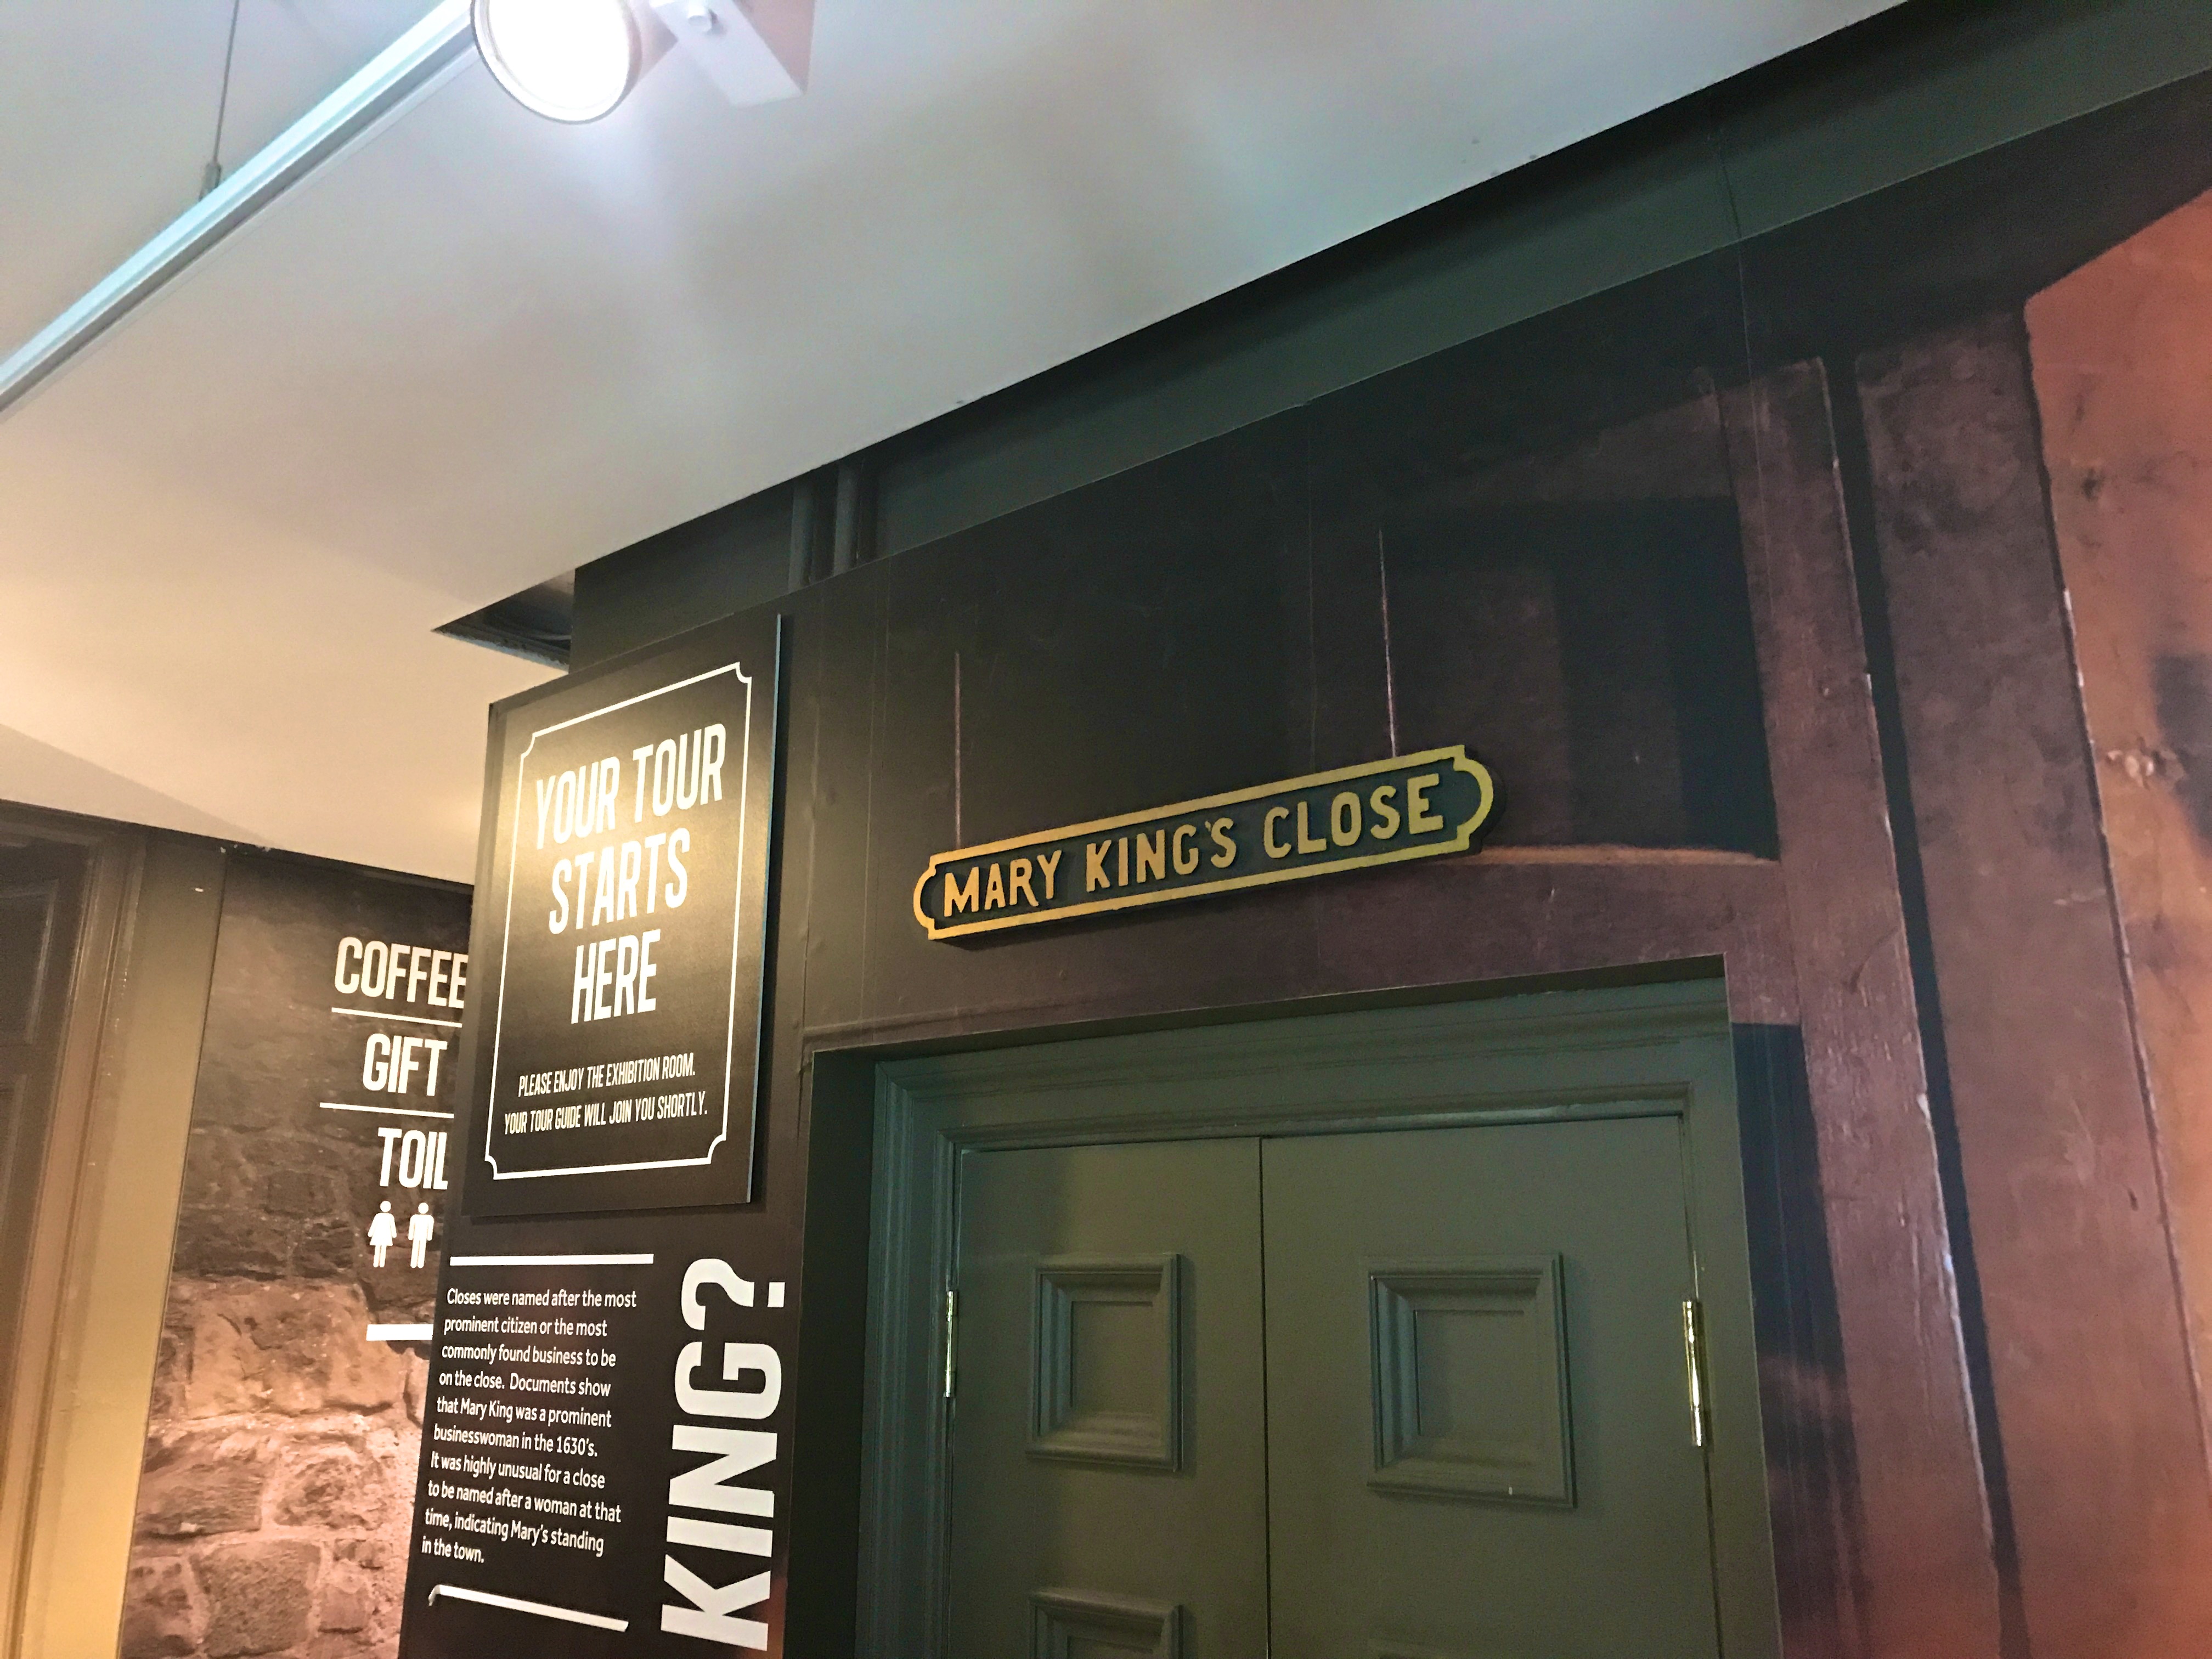 COFFEE
GIFT
TOIL
YOUR TOUR
STARTS
HERE
PLEASE ENJOY THE EXHIBITION ROOM.
YOUR TOUR GUIDE WILL JOIN YOU SHORTLY.
MARY KING'S CLOSE
Closes were named after the most
prominent citizen or the most
commonly found business to be
on the close. Documents show
that Mary King was a prominent
businesswoman in the 1630's.
It was highly unusual for a close
to be named after a woman at that
time, indicating Mary's standing
in the town.
KING?